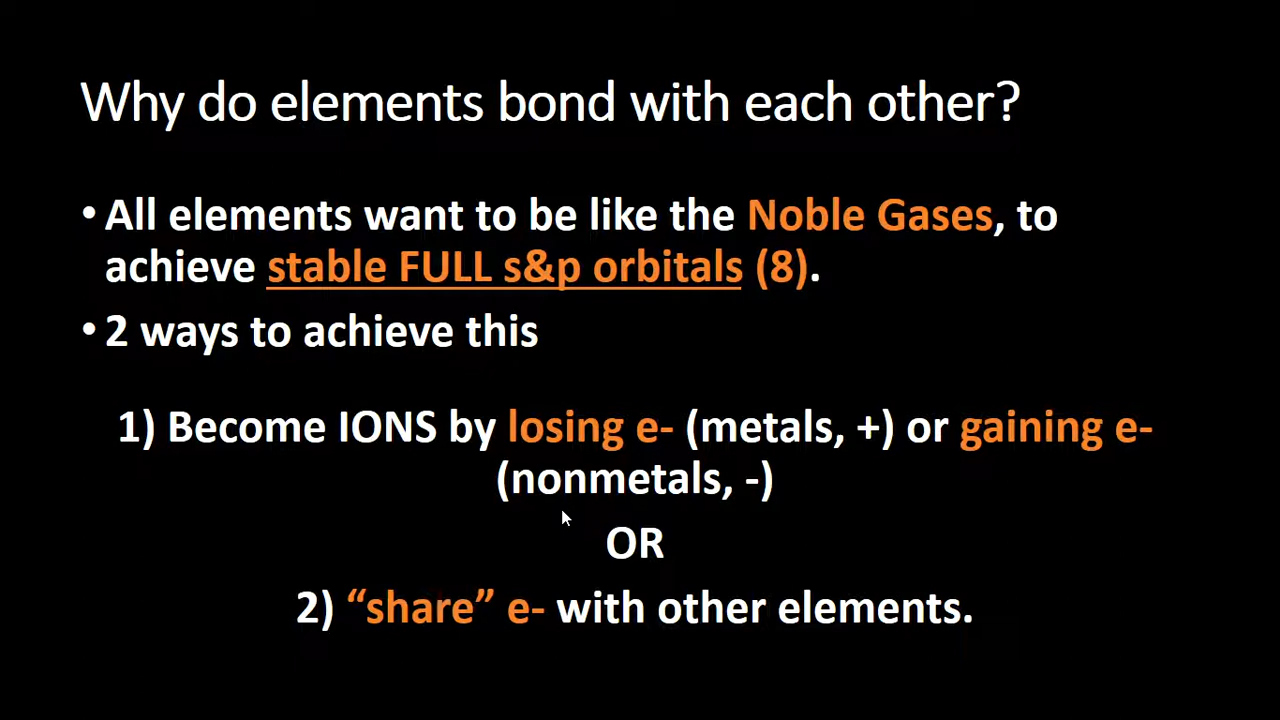 Why do elements bond with each other?
• All elements want to be like the Noble Gases, to
achieve stable FULL s&p orbitals (8).
• 2 ways to achieve this
1) Become IONS by losing e- (metals, +) or gaining e-
(nonmetals, -)
OR
2) “share” e- with other elements.